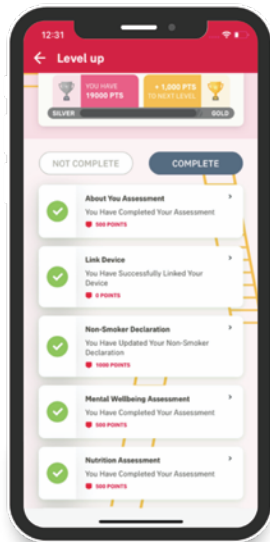 12:31
Level up
YOU HAVE
19000 PTS
+ 1,000 PTS
TO NEXT LEVEL
SILVER
GOLD
NOT COMPLETE
COMPLETE
About You Assessment
You Have Completed Your Assessment
500 POINTS
Link Device
You Have Successfully Linked Your
Device
0 POINTS
Non-Smoker Declaration
You Have Updated Your Non-Smoker
Declaration
1000 POINTS
Mental Wellbeing Assessment
You Have Completed Your Assessment
500 POINTS
Nutrition Assessment
You Have Completed Your Assessment
500 POINTS